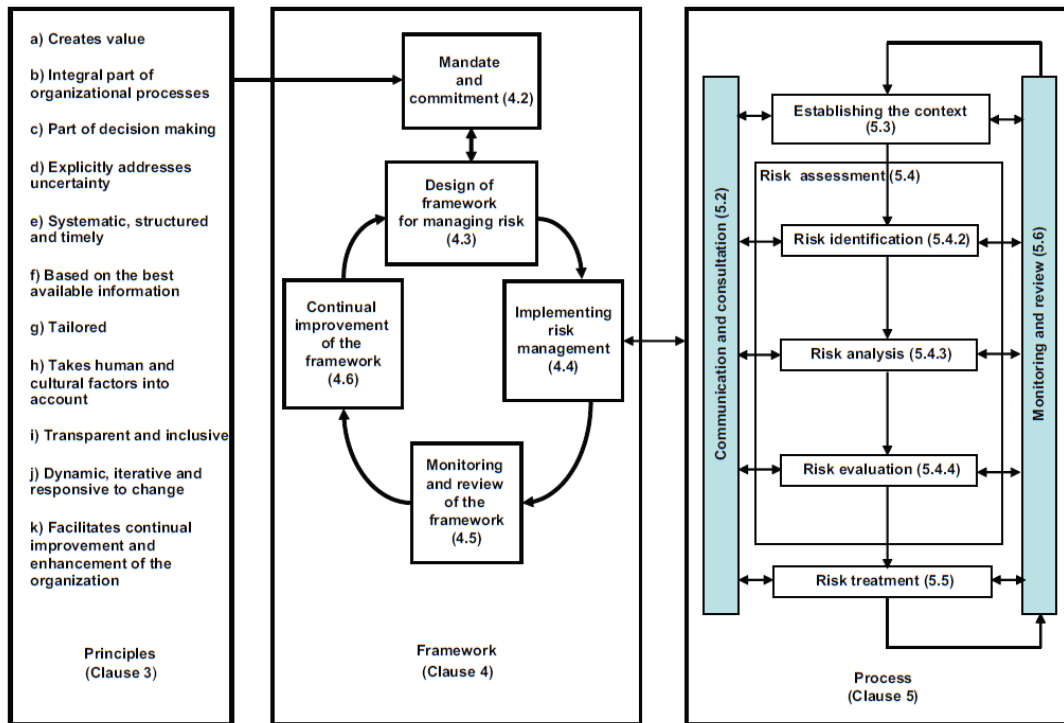 a) Creates value
b) Integral part of
organizational processes
c) Part of decision making
d) Explicitly addresses
uncertainty
e) Systematic, structured
and timely
f) Based on the best
available information
g) Tailored
h) Takes human and
cultural factors into
account
i) Transparent and inclusive
j) Dynamic, iterative and
responsive to change
k) Facilitates continual
improvement and
enhancement of the
organization
Principles
(Clause 3)
Mandate
and
commitment (4.2)
Design of
framework
for managing risk
(4.3)
Implementing
risk
management
(4.4)
Monitoring
and review
of the
framework
(4.5)
Continual
improvement
of the
framework
(4.6)
Framework
(Clause 4)
Communication and consultation (5.2)
Establishing the context
(5.3)
Risk assessment (5.4)
Risk identification (5.4.2)
Risk analysis (5.4.3)
Risk evaluation (5.4.4)
Risk treatment (5.5)
Monitoring and review (5.6)
Process
(Clause 5)